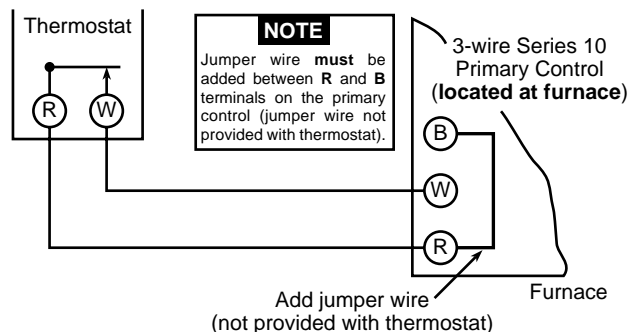 Thermostat
R
W
NOTE
Jumper wire must be
added between R and B
terminals on the primary
control (jumper wire not
provided with thermostat).
3-wire Series 10
Primary Control
(located at furnace)
B
W
R
Add jumper wire
(not provided with thermostat)
Furnace